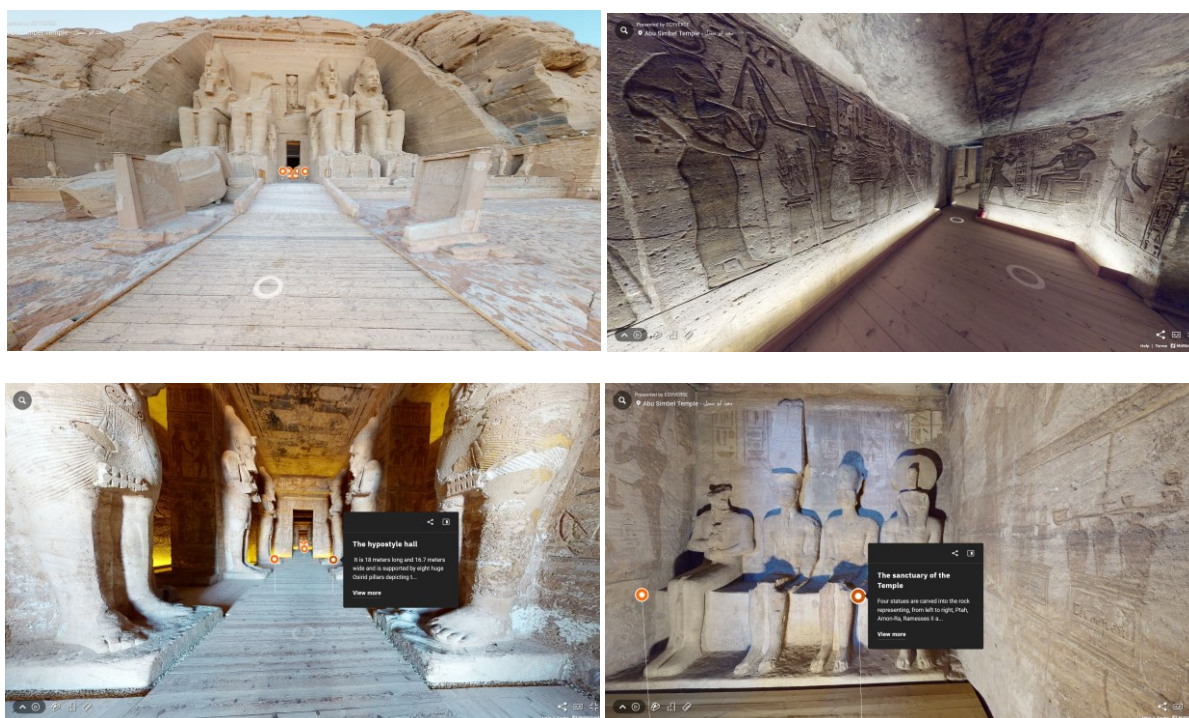 Presented by EGYVERSE
Abu Simbel Temple - معبد أبو سمبل
Help | Terms
The hypostyle hall
It is 18 meters long and 16.7 meters
wide and is supported by eight huge
Osirid pillars depicting t...
View more
Presented by EGYVERSE
Abu Simbel Temple - معبد أبو سمبل
The sanctuary of the
Temple
Four statues are carved into the rock
representing, from left to right, Ptah,
Amon-Ra, Ramesses II a...
View more